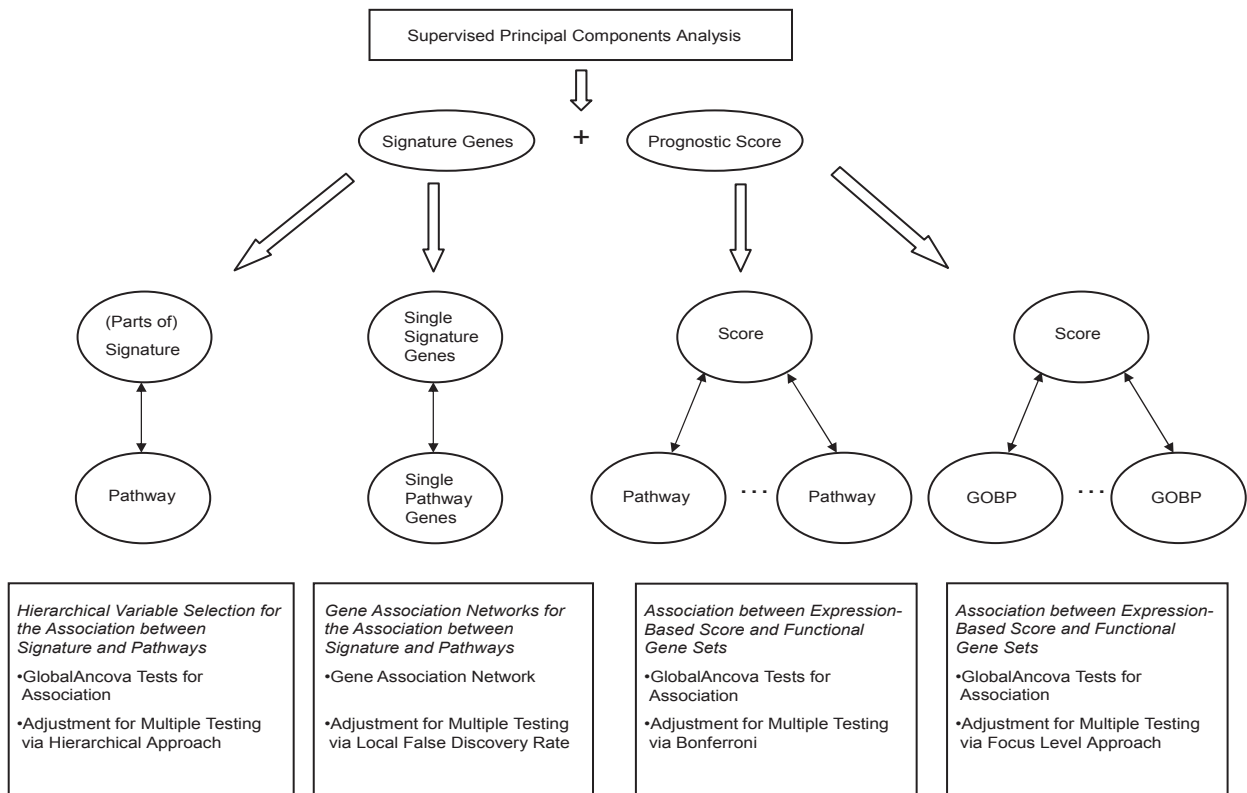 Supervised Principal Components Analysis
Signature Genes
+
Prognostic Score
(Parts of)
Signature
Single
Signature
Genes
Score
Score
Pathway
Single
Pathway
Genes
Pathway
...
Pathway
GOBP
...
GOBP
Hierarchical Variable Selection for
the Association between
Signature and Pathways
•GlobalAncova Tests for
Association
•Adjustment for Multiple Testing
via Hierarchical Approach
Gene Association Networks for
the Association between
Signature and Pathways
•Gene Association Network
•Adjustment for Multiple Testing
via Local False Discovery Rate
Association between Expression-
Based Score and Functional
Gene Sets
•GlobalAncova Tests for
Association
•Adjustment for Multiple Testing
via Bonferroni
Association between Expression-
Based Score and Functional
Gene Sets
•GlobalAncova Tests for
Association
•Adjustment for Multiple Testing
via Focus Level Approach